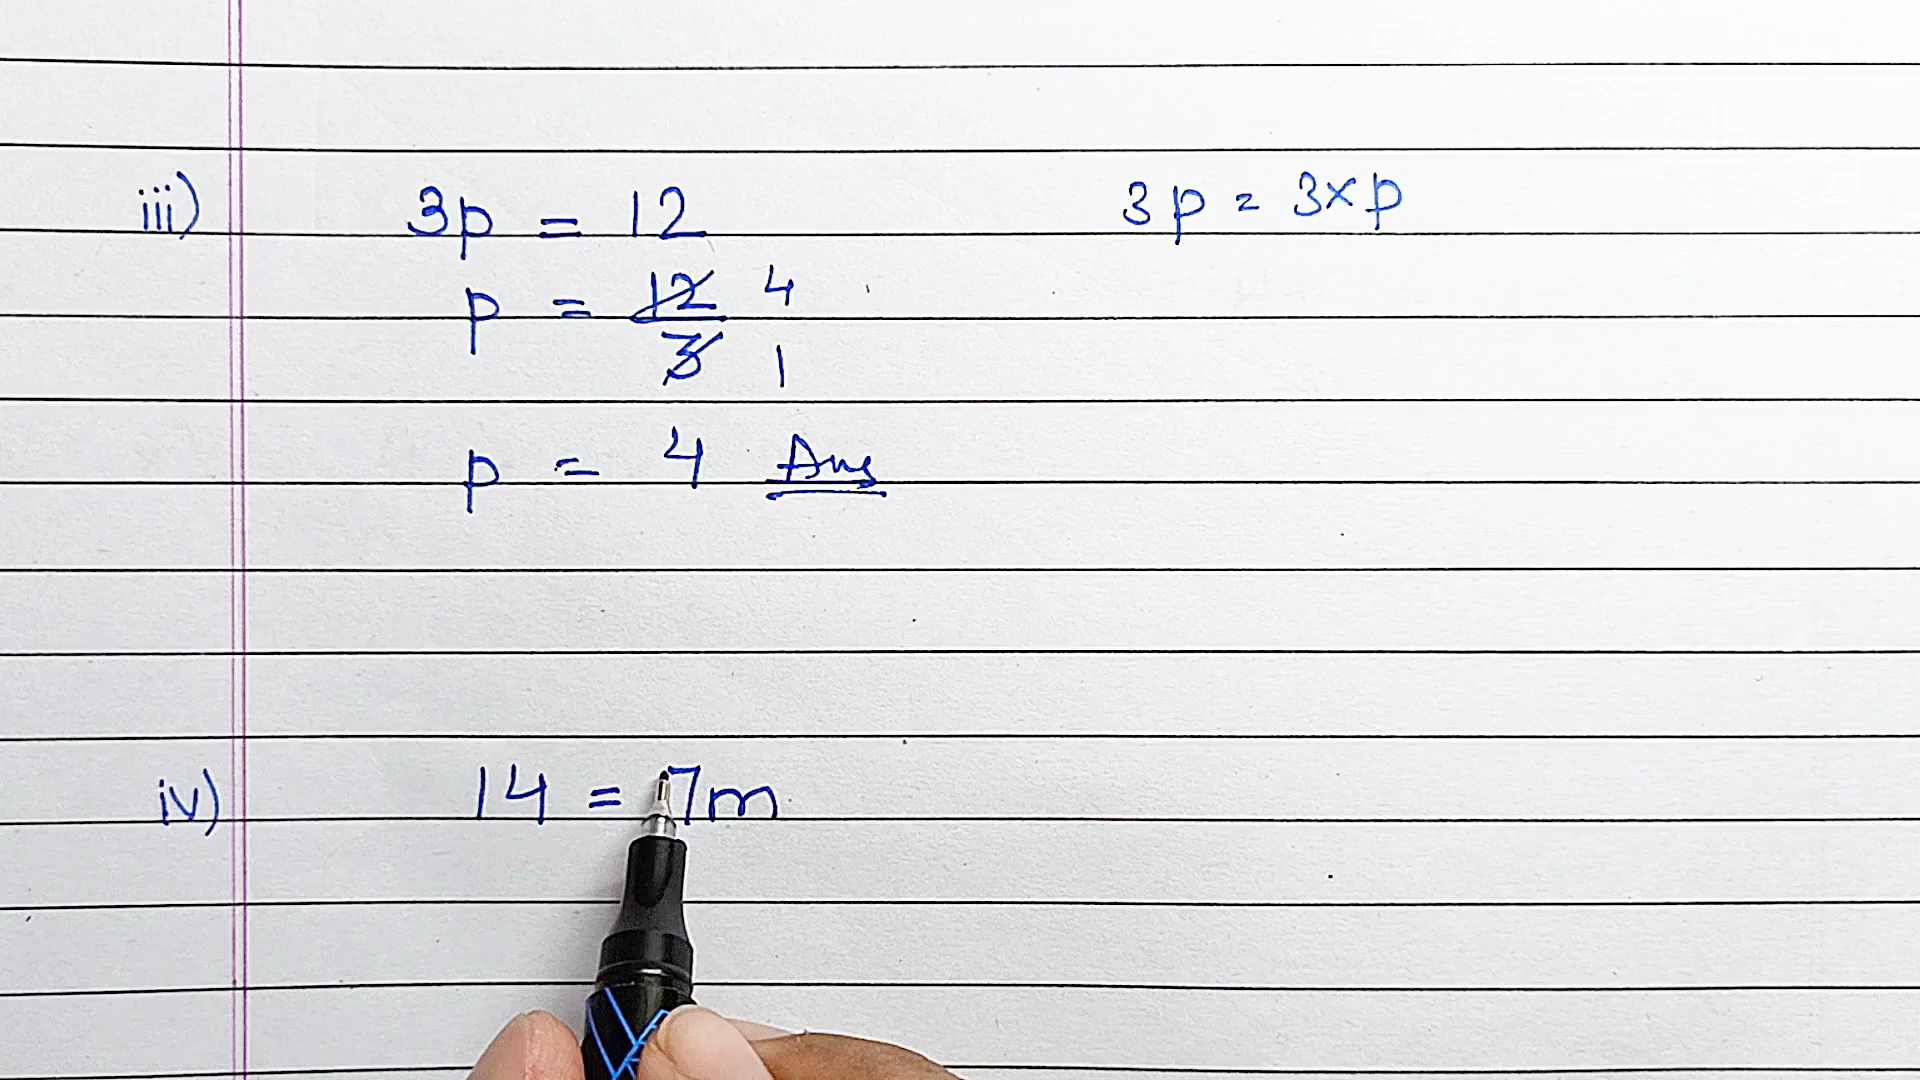 iii) 3p = 12
3p = 3×p
p = 12/3 4/1
p = 4 Ans
iv) 14 = 7m